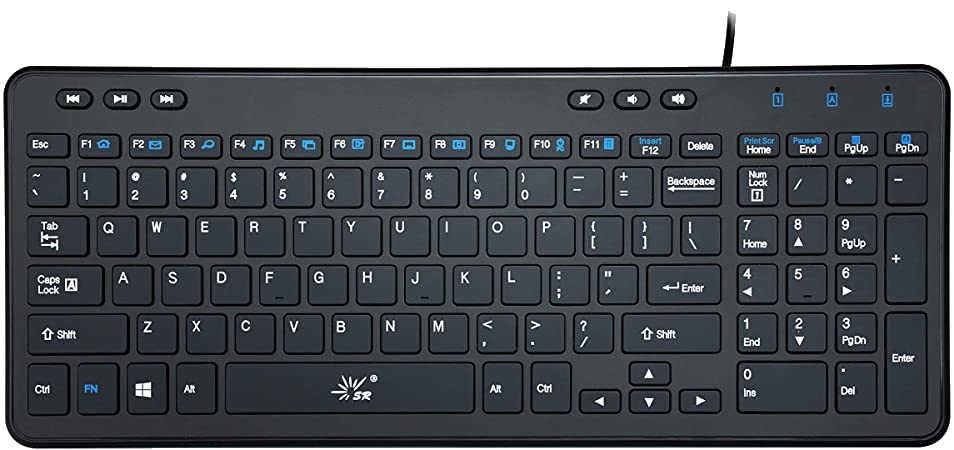 1 A
Esc F1 F2 F3 F4 F5 F6 F7 F8 F9 F10 F11 Insert F12 Delete Print Scr Home Pause/B End PgUp PgDn
~ ` ! 1 @ 2 # 3 $ 4 % 5 ^ 6 & 7 * 8 ( 9 ) 0 _ - + = Backspace Num Lock 1 / * -
Tab Q W E R T Y U I O P { [ } ] | \ 7 Home 8 ▲ 9 PgUp +
Caps Lock A A S D F G H J K L : ; " ' Enter 4 ◄ 5 6 ►
Shift Z X C V B N M < , > . ? / Shift 1 End 2 ▼ 3 PgDn Enter
Ctrl FN Alt SR ® Alt Ctrl ◄ ▲ ▼ ► 0 Ins . Del